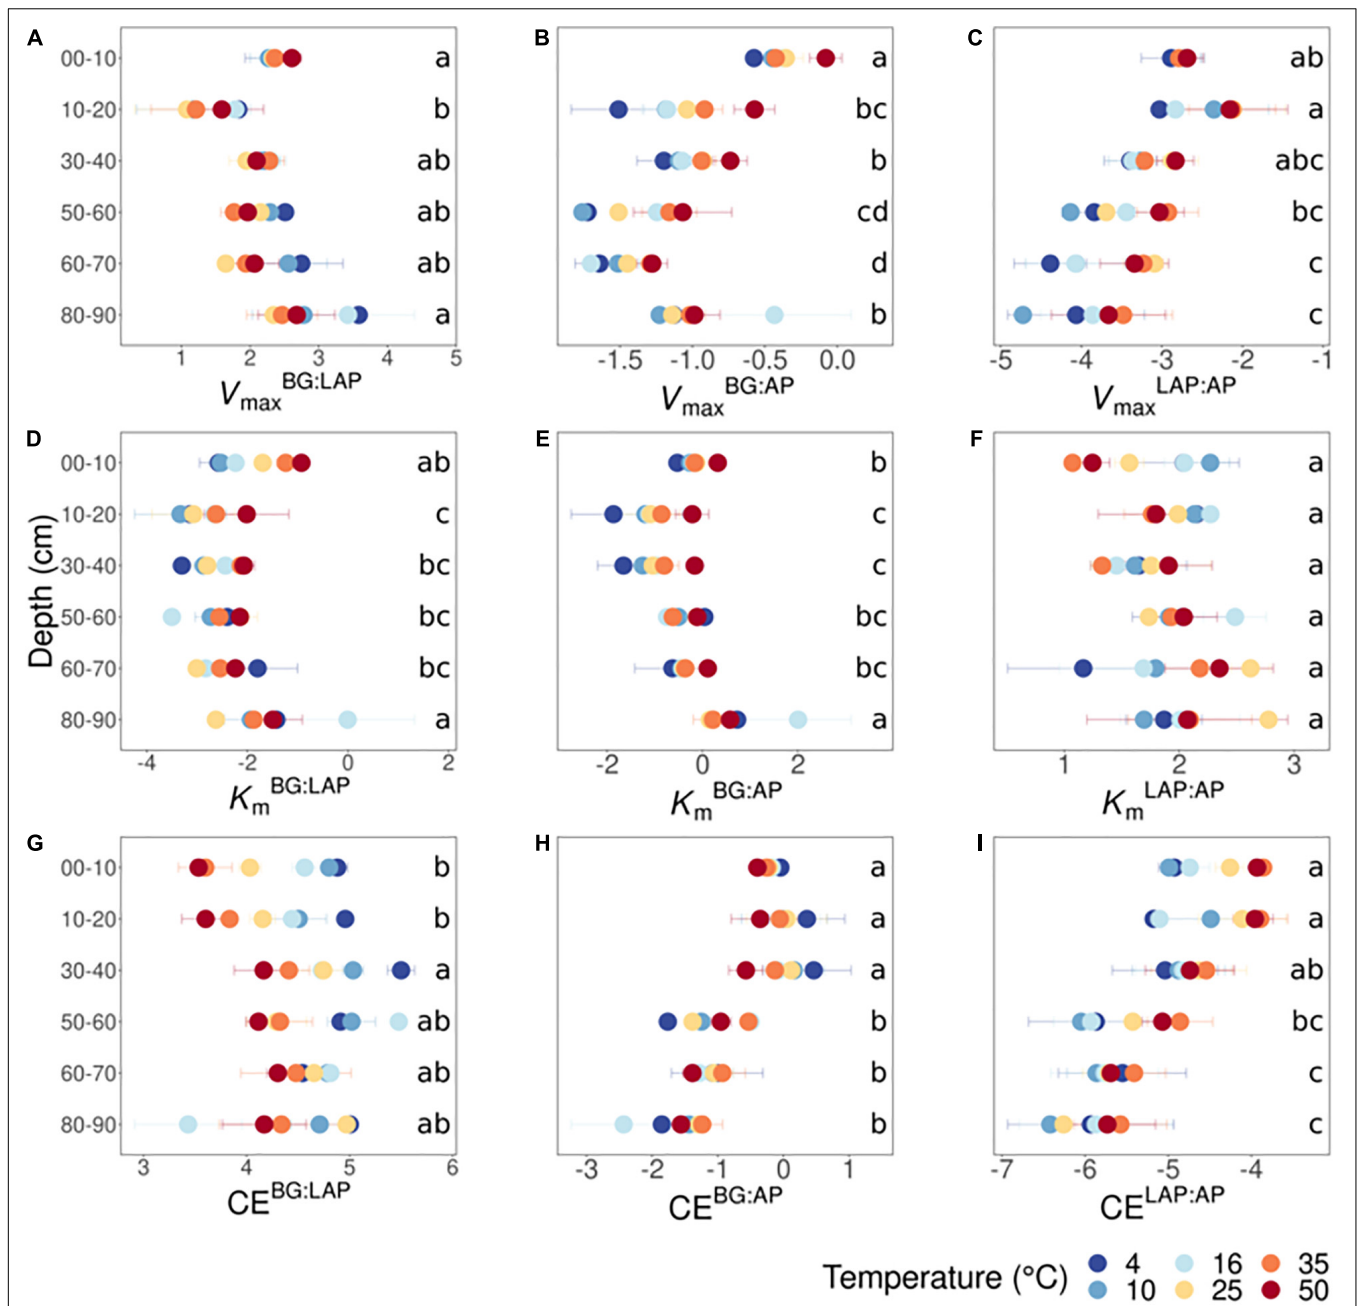 A
B
C
00-10 a a ab
10-20 b bc a
30-40 ab b abc
50-60 ab cd bc
60-70 ab d c
80-90 a b c
1 2 3 4 5 -1.5 -1.0 -0.5 0.0 -5 -4 -3 -2 -1
Vmax BG:LAP Vmax BG:AP Vmax LAP:AP
D
E
F
Depth (cm)
00-10 ab b a
10-20 c c a
30-40 bc c a
50-60 bc bc a
60-70 bc bc a
80-90 a a a
-4 -2 0 2 -2 0 2 1 2 3
Km BG:LAP Km BG:AP Km LAP:AP
G
H
I
00-10 b a a
10-20 b a a
30-40 a a ab
50-60 ab b bc
60-70 ab b c
80-90 ab b c
3 4 5 6 -3 -2 -1 0 1 -7 -6 -5 -4
CE BG:LAP CE BG:AP CE LAP:AP
Temperature (°C) 4 16 35
10 25 50